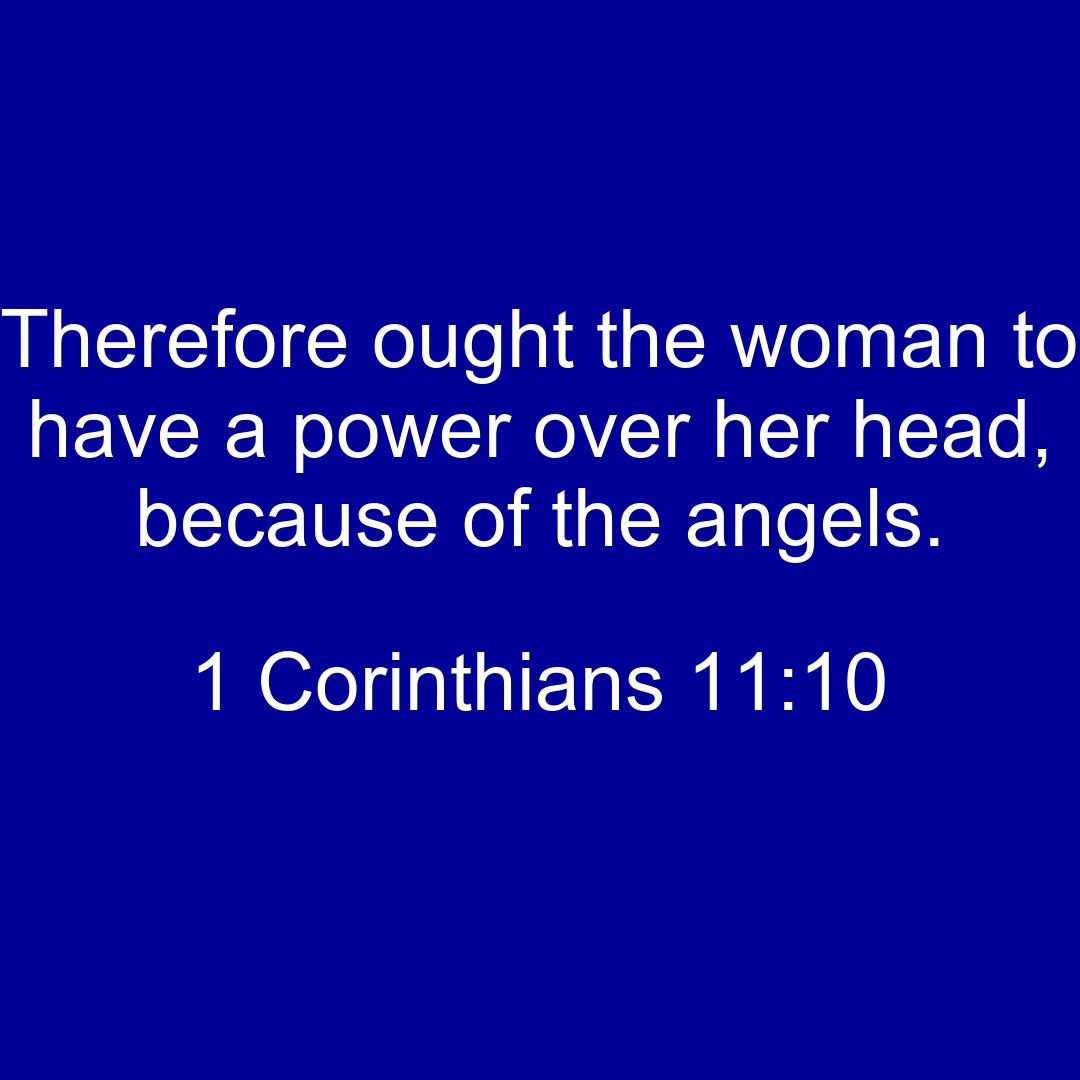 Therefore ought the woman to
have a power over her head,
because of the angels.
1 Corinthians 11:10